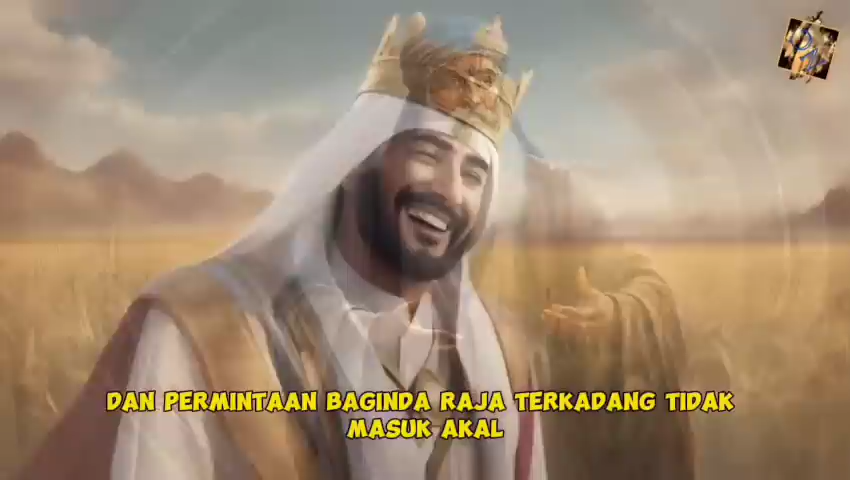 DAN PERMINTAAN BAGINDA RAJA TERKADANG TIDAK
MASUK AKAL